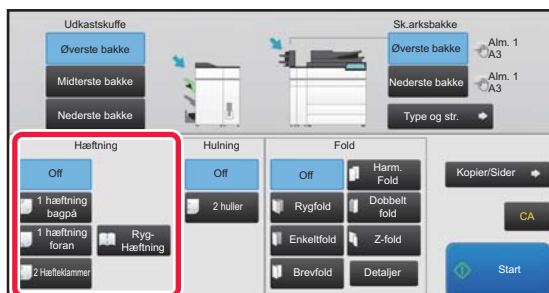 Udkastskuffe
Øverste bakke
Midterste bakke
Nederste bakke
Sk.arksbakke
Øverste bakke
Alm. 1
A3
Nederste bakke
Alm. 1
A3
Type og str.
Hæftning
Off
1 hæftning
bagpå
1 hæftning
foran
Ryg-
Hæftning
2 Hæfteklammer
Hulning
Off
2 huller
Fold
Off
Harm.
Fold
Rygfold
Dobbelt
fold
Enkeltfold
Z-fold
Brevfold
Detaljer
Kopier/Sider
CA
Start